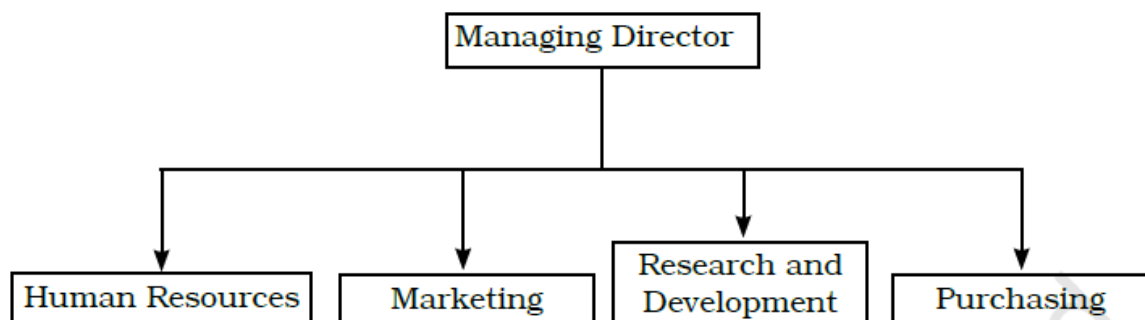 Managing Director
Human Resources
Marketing
Research and
Development
Purchasing